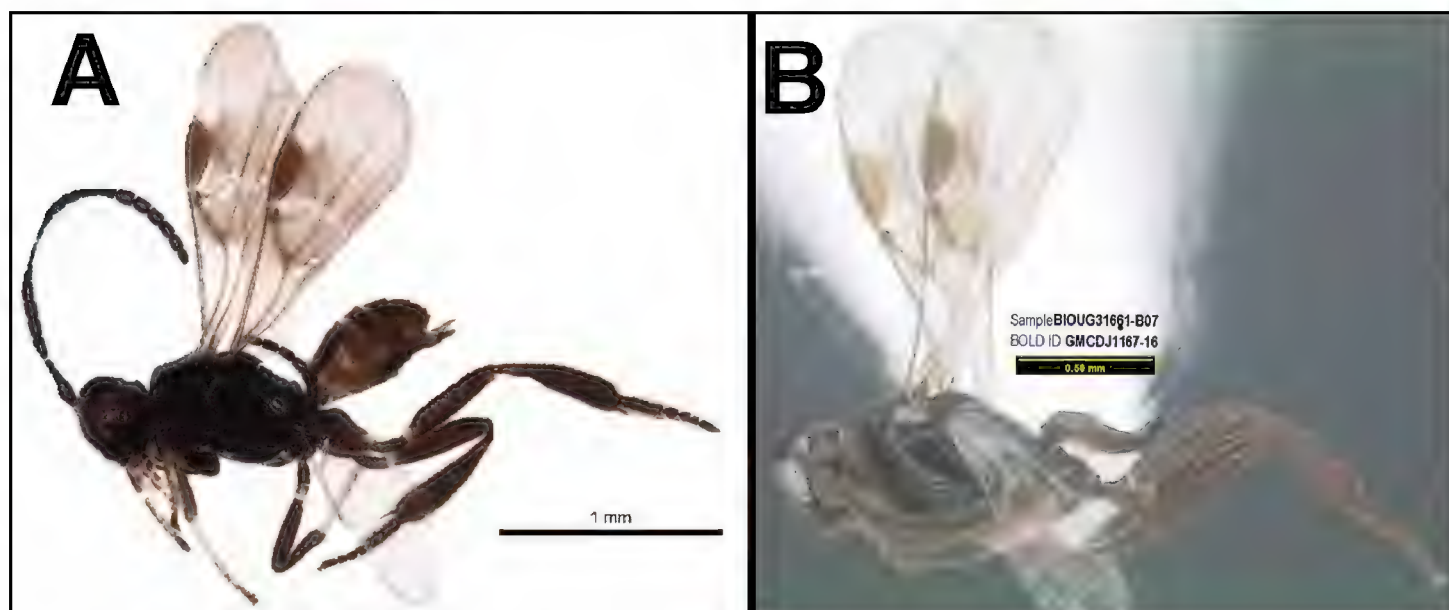 A
B
SampleBIOUG31661-B07
BOLD ID GMCDJ1167-16
0.50 mm
1 mm